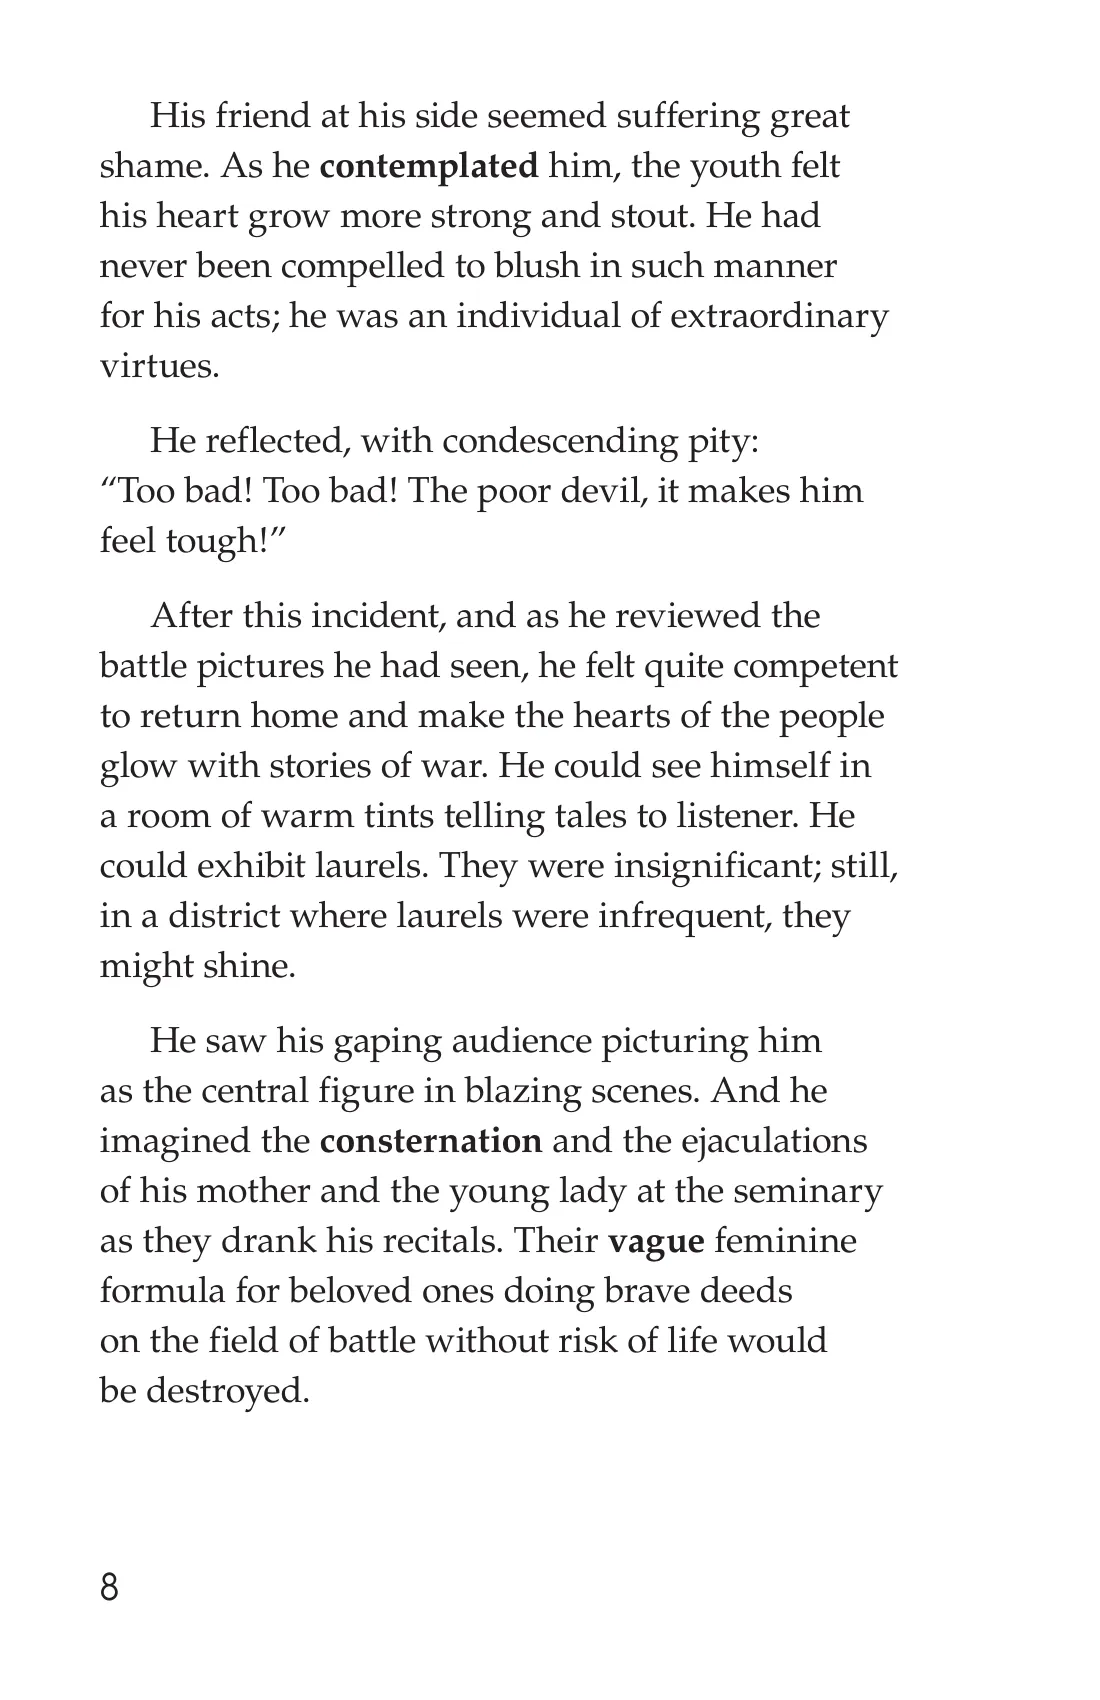 His friend at his side seemed suffering great
shame. As he contemplated him, the youth felt
his heart grow more strong and stout. He had
never been compelled to blush in such manner
for his acts; he was an individual of extraordinary
virtues.
He reflected, with condescending pity:
“Too bad! Too bad! The poor devil, it makes him
feel tough!”
After this incident, and as he reviewed the
battle pictures he had seen, he felt quite competent
to return home and make the hearts of the people
glow with stories of war. He could see himself in
a room of warm tints telling tales to listener. He
could exhibit laurels. They were insignificant; still,
in a district where laurels were infrequent, they
might shine.
He saw his gaping audience picturing him
as the central figure in blazing scenes. And he
imagined the consternation and the ejaculations
of his mother and the young lady at the seminary
as they drank his recitals. Their vague feminine
formula for beloved ones doing brave deeds
on the field of battle without risk of life would
be destroyed.
8